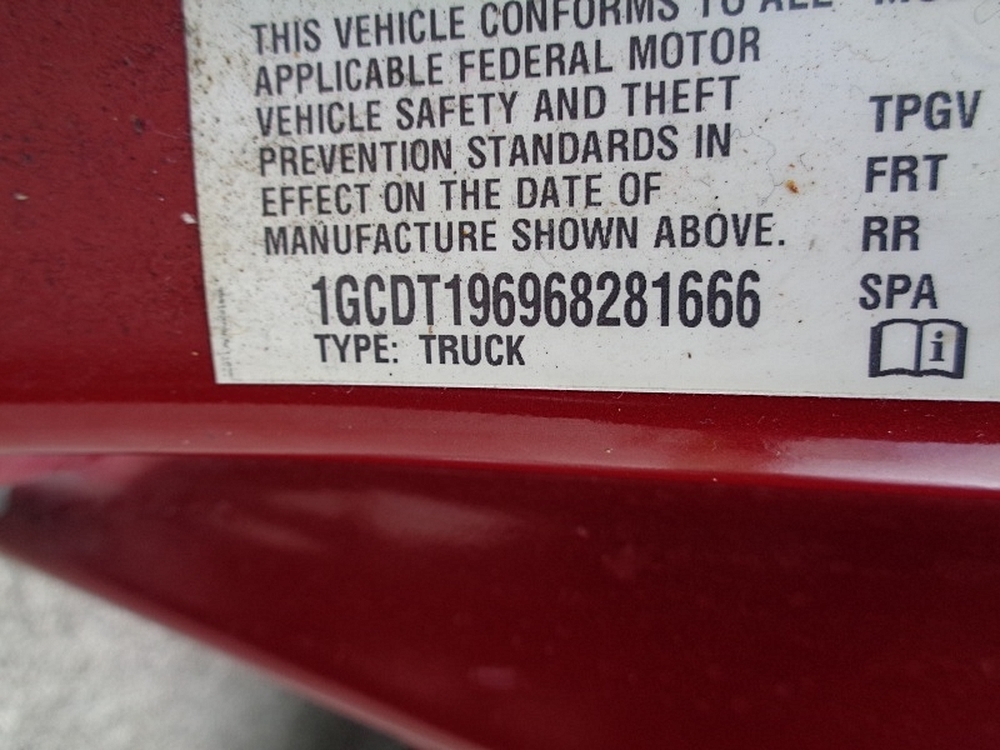 THIS VEHICLE CONFORMS TO ALL
APPLICABLE FEDERAL MOTOR
VEHICLE SAFETY AND THEFT
PREVENTION STANDARDS IN
EFFECT ON THE DATE OF
MANUFACTURE SHOWN ABOVE.
1GCDT196968281666
TYPE: TRUCK
TPGV
FRT
RR
SPA
i